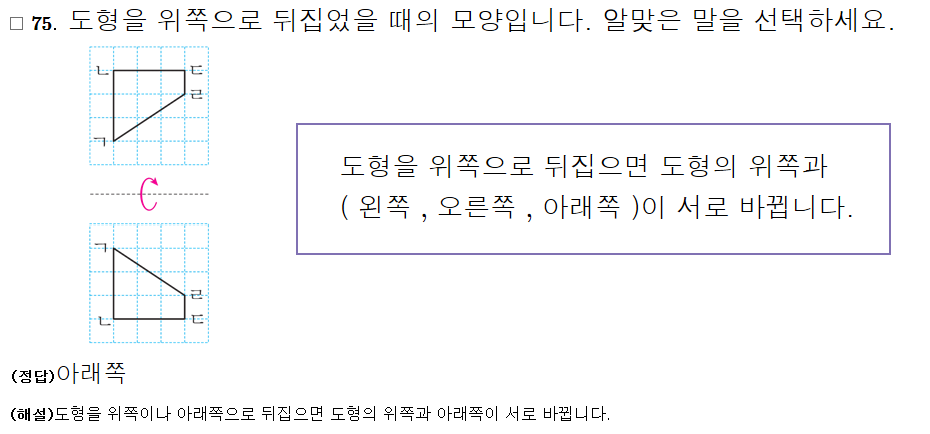 □ 75. 도형을 위쪽으로 뒤집었을 때의 모양입니다. 알맞은 말을 선택하세요.
ㄴ ㄷ
ㄹ
ㄱ
도형을 위쪽으로 뒤집으면 도형의 위쪽과
( 왼쪽 , 오른쪽 , 아래쪽 )이 서로 바뀝니다.
ㄱ
ㄹ
ㄴ ㄷ
(정답)아래쪽
(해설)도형을 위쪽이나 아래쪽으로 뒤집으면 도형의 위쪽과 아래쪽이 서로 바뀝니다.